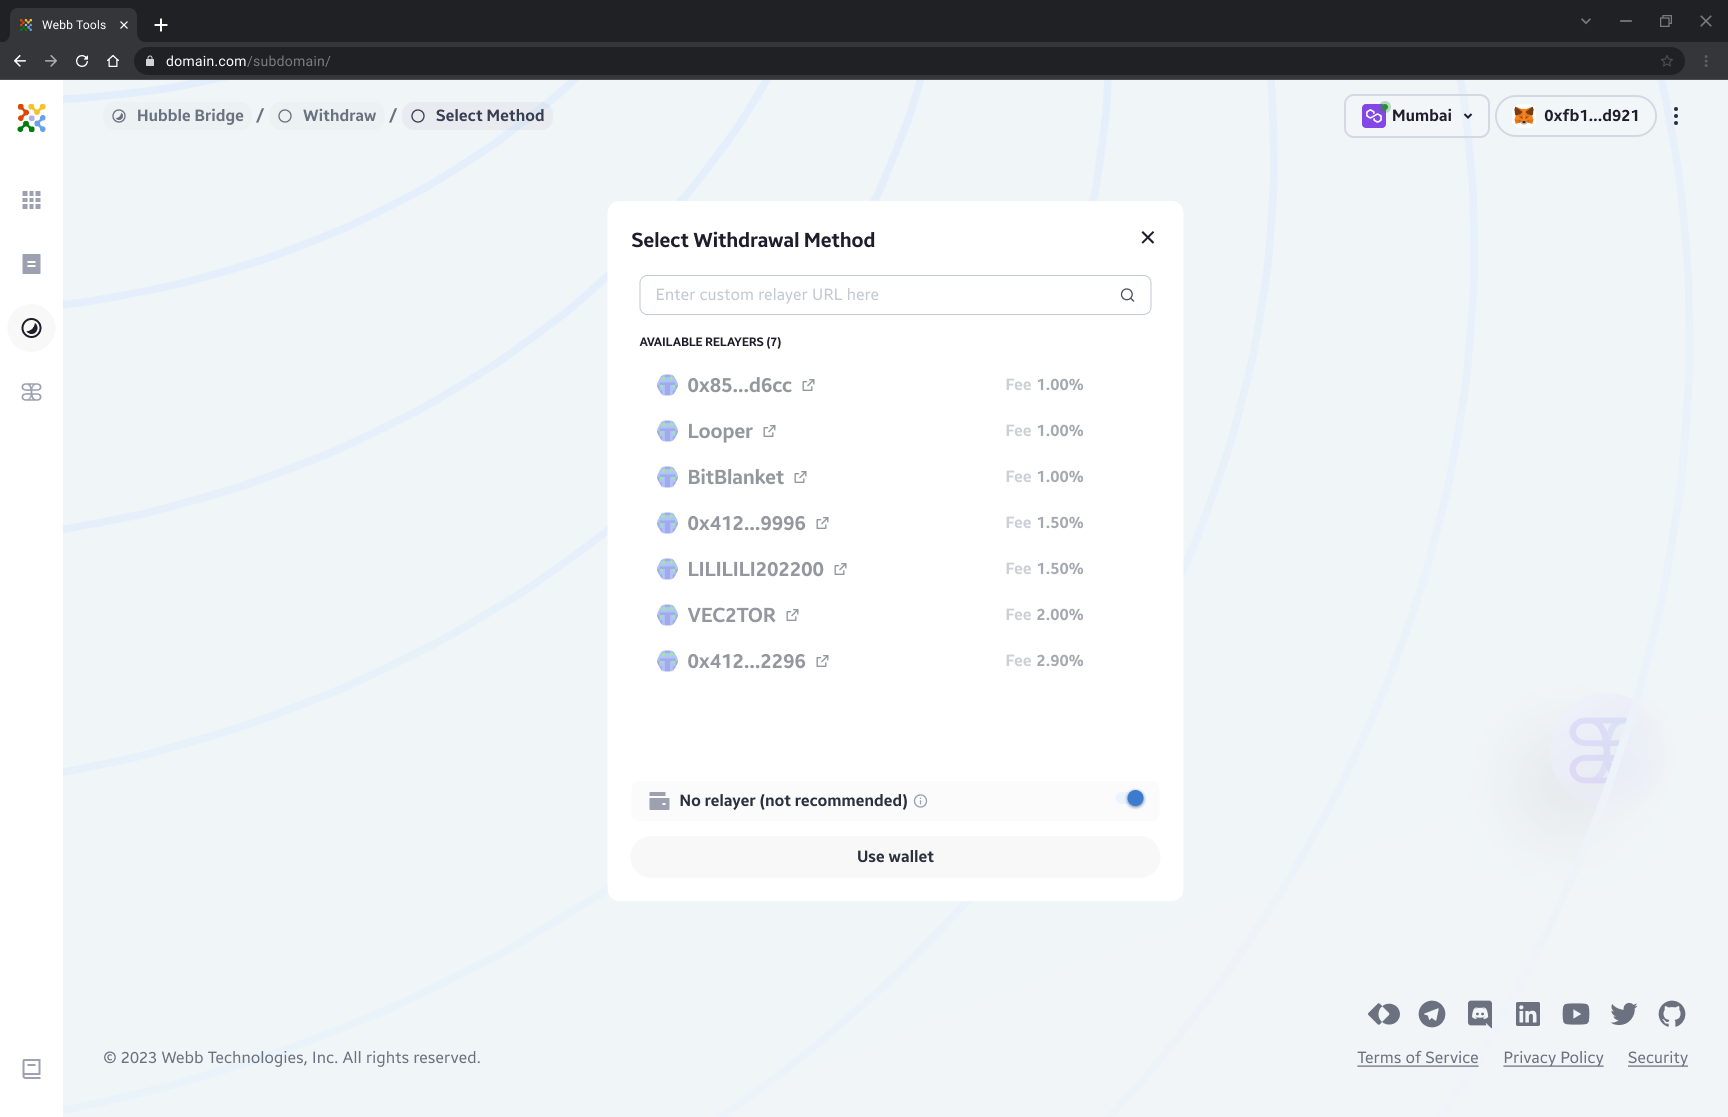 Webb Tools
domain.com/subdomain/
Hubble Bridge / Withdraw / Select Method
Mumbai
0xfb1...d921
Select Withdrawal Method
Enter custom relayer URL here
AVAILABLE RELAYERS (7)
0x85...d6cc Fee 1.00%
Looper Fee 1.00%
BitBlanket Fee 1.00%
0x412...9996 Fee 1.50%
LILILILI202200 Fee 1.50%
VEC2TOR Fee 2.00%
0x412...2296 Fee 2.90%
No relayer (not recommended)
Use wallet
© 2023 Webb Technologies, Inc. All rights reserved.
Terms of Service Privacy Policy Security